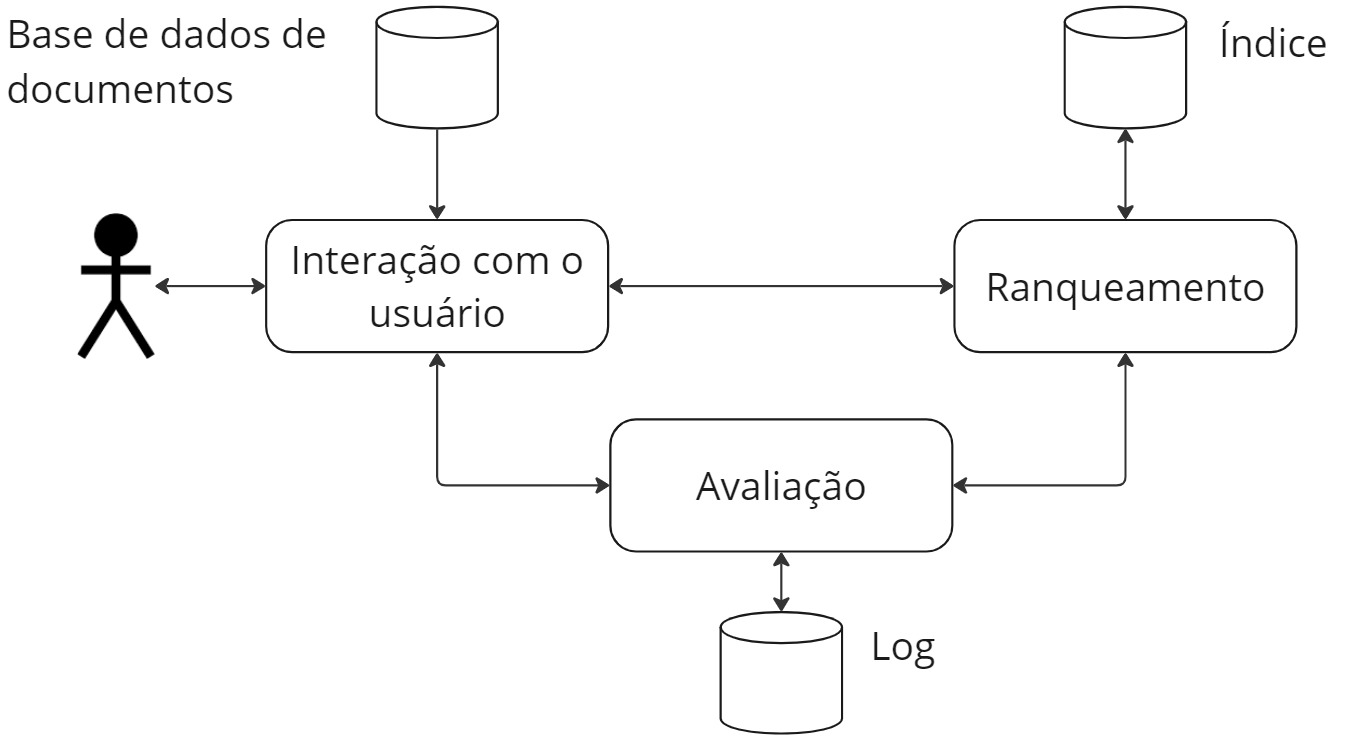 Base de dados de
documentos
Índice
Interação com o
usuário
Ranqueamento
Avaliação
Log